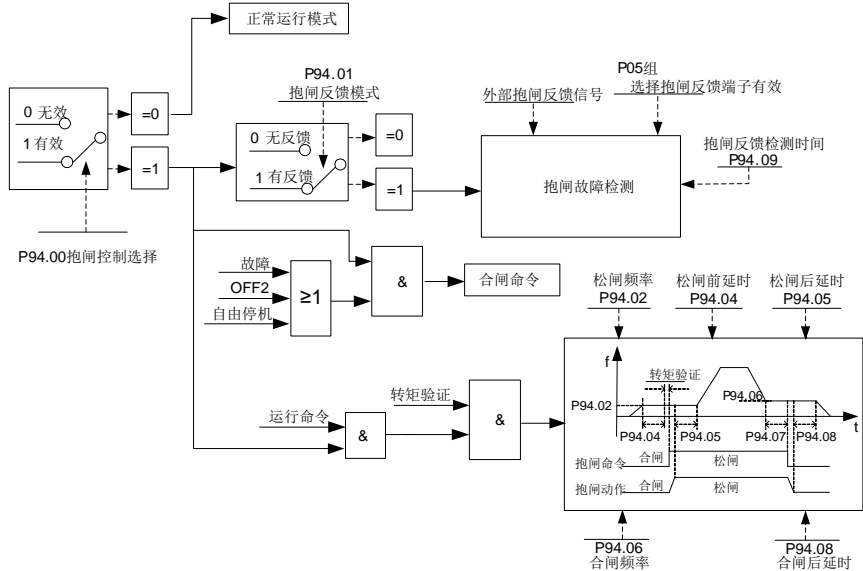 正常运行模式
P94.01
抱闸反馈模式
P05组
选择抱闸反馈端子有效
外部抱闸反馈信号
0 无效
1 有效
=0
=1
0 无反馈
1 有反馈
=0
=1
抱闸故障检测
抱闸反馈检测时间
P94.09
P94.00抱闸控制选择
故障
OFF2
自由停机
≥1
&
合闸命令
松闸频率
P94.02
松闸前延时
P94.04
松闸后延时
P94.05
转矩验证
运行命令
&
&
f
转矩验证
P94.02
P94.06
t
P94.04
P94.05
P94.07
P94.08
抱闸命令
合闸
松闸
抱闸动作
合闸
松闸
P94.06
合闸频率
P94.08
合闸后延时